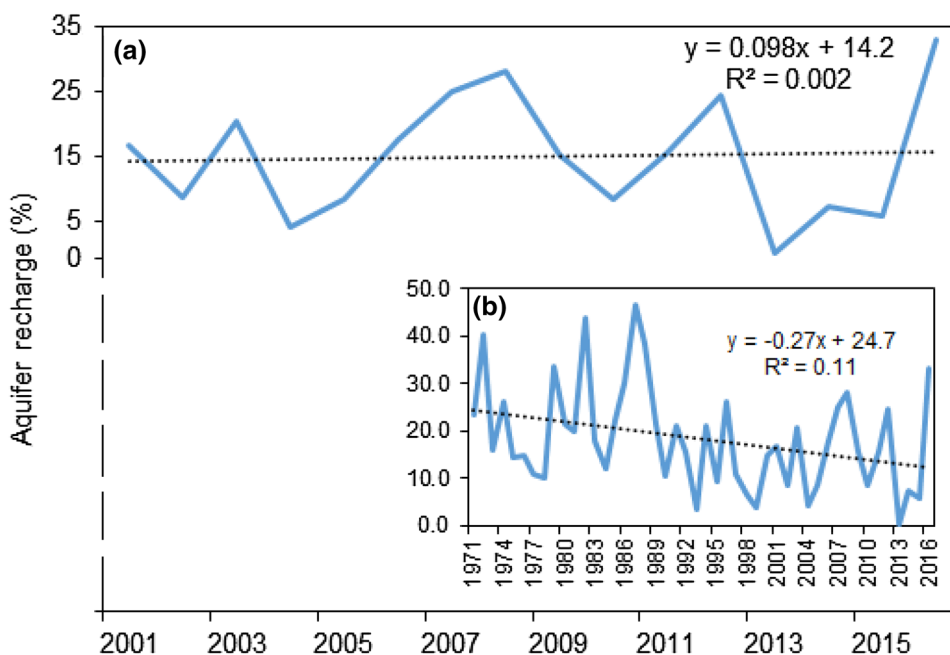 Aquifer recharge (%)
35
25
15
5
0
(a)
y = 0.098x + 14.2
R² = 0.002
50.0
40.0
30.0
20.0
10.0
0.0
(b)
y = -0.27x + 24.7
R² = 0.11
1971 1974 1977 1980 1983 1986 1989 1992 1995 1998 2001 2004 2007 2010 2013 2016
2001 2003 2005 2007 2009 2011 2013 2015